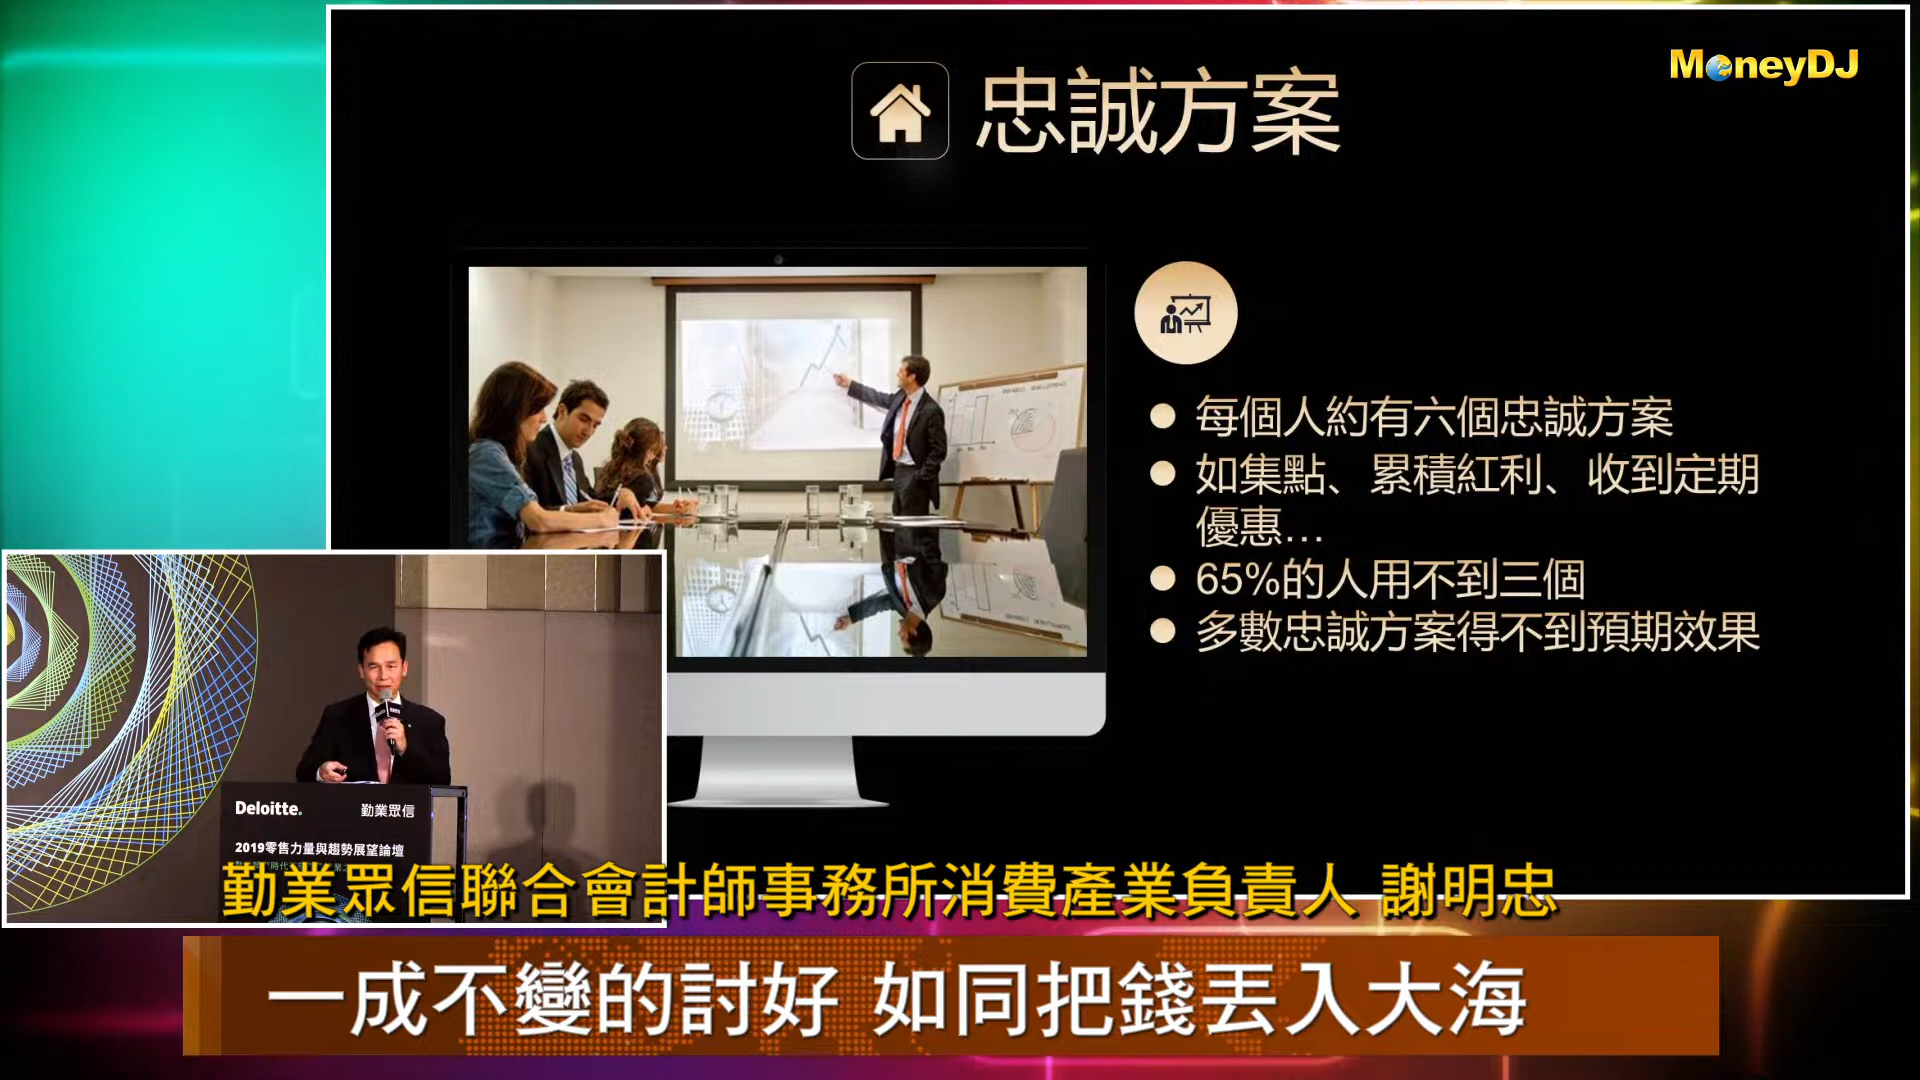 MoneyDJ
忠誠方案
每個人約有六個忠誠方案
如集點、累積紅利、收到定期
優惠...
65%的人用不到三個
多數忠誠方案得不到預期效果
Deloitte.
勤業眾信
2019零售力量與趨勢展望論壇
勤業眾信聯合會計師事務所消費產業負責人 謝明忠
一成不變的討好 如同把錢丟入大海